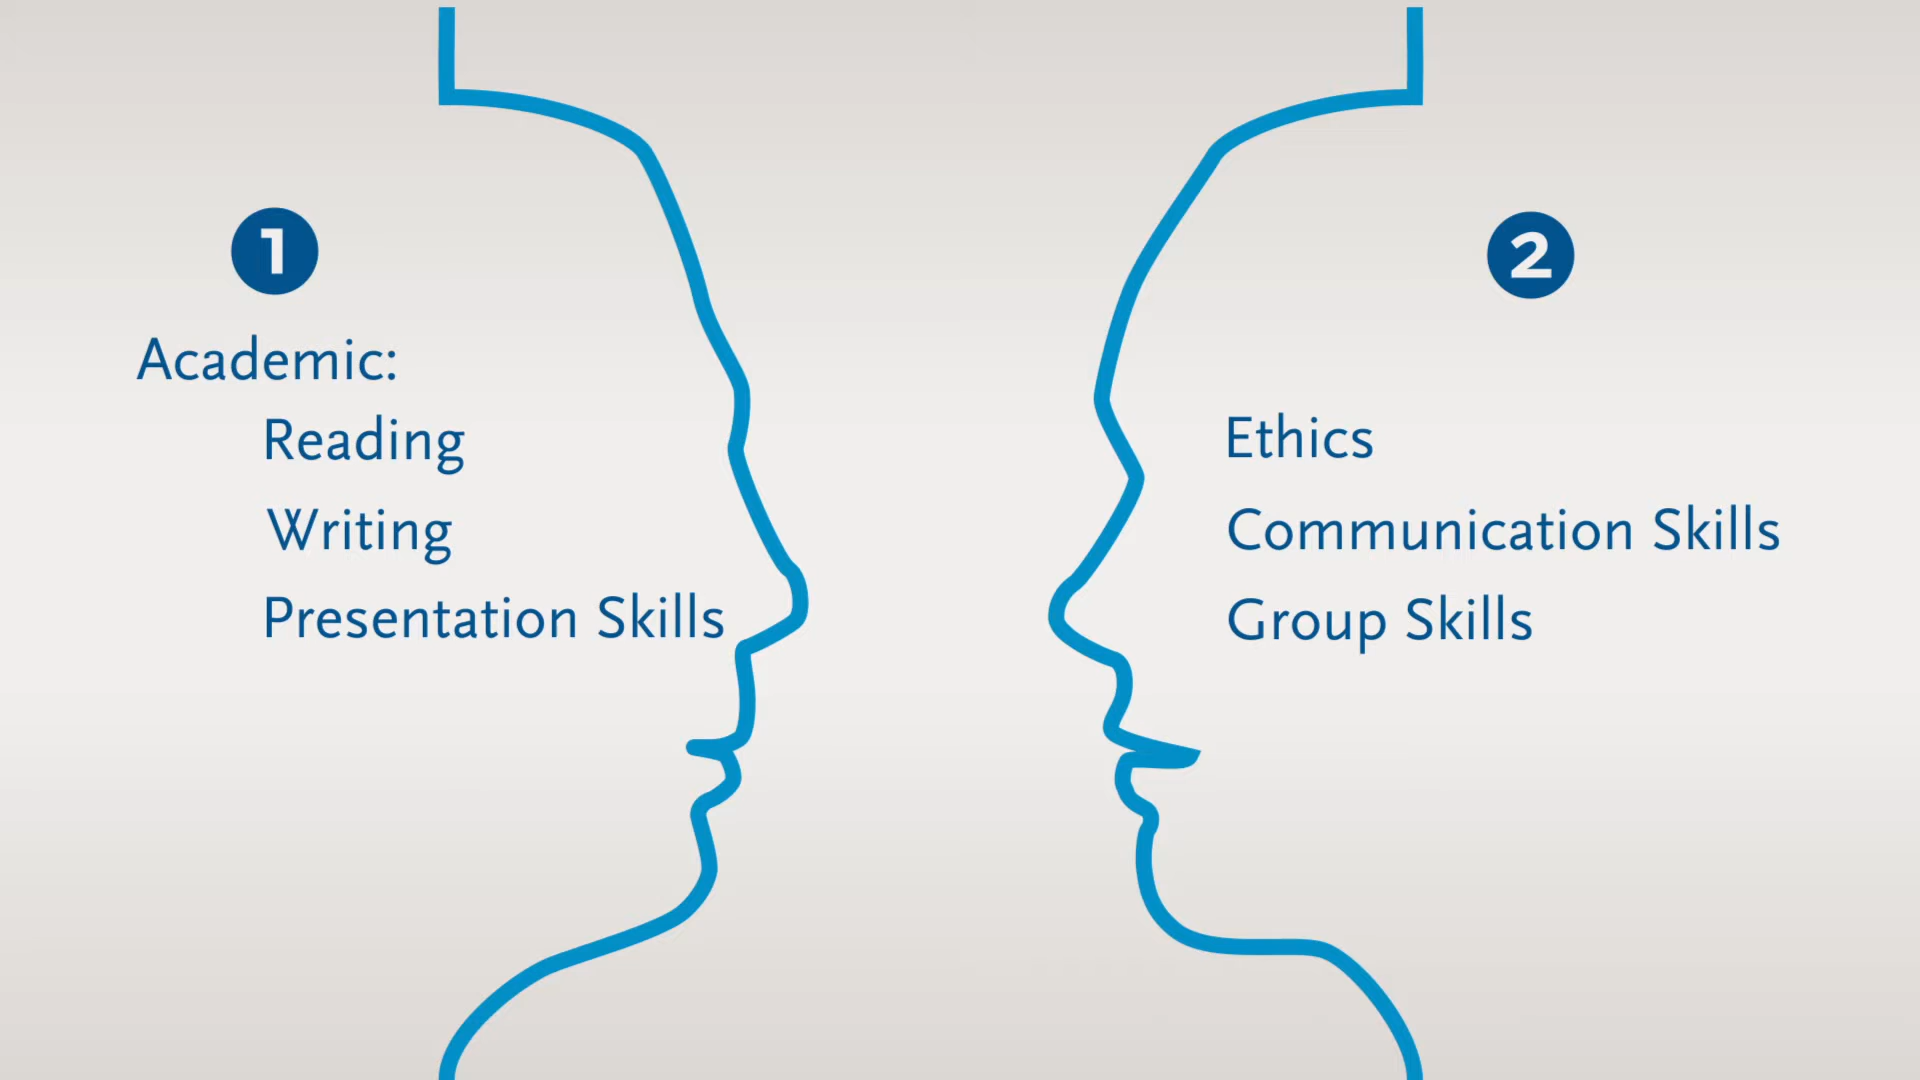 1
Academic:
Reading
Writing
Presentation Skills
2
Ethics
Communication Skills
Group Skills